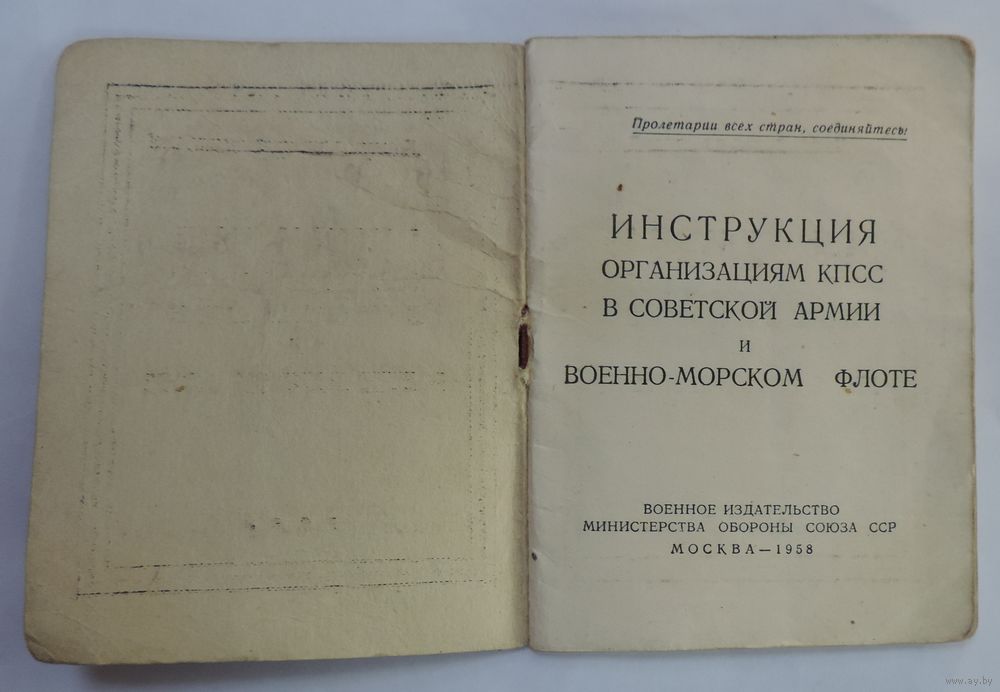 Пролетарии всех стран, соединяйтесь!
ИНСТРУКЦИЯ
ОРГАНИЗАЦИЯМ КПСС
В СОВЕТСКОЙ АРМИИ
И
ВОЕННО-МОРСКОМ ФЛОТЕ
ВОЕННОЕ ИЗДАТЕЛЬСТВО
МИНИСТЕРСТВА ОБОРОНЫ СОЮЗА ССР
МОСКВА — 1958
www.ay.by